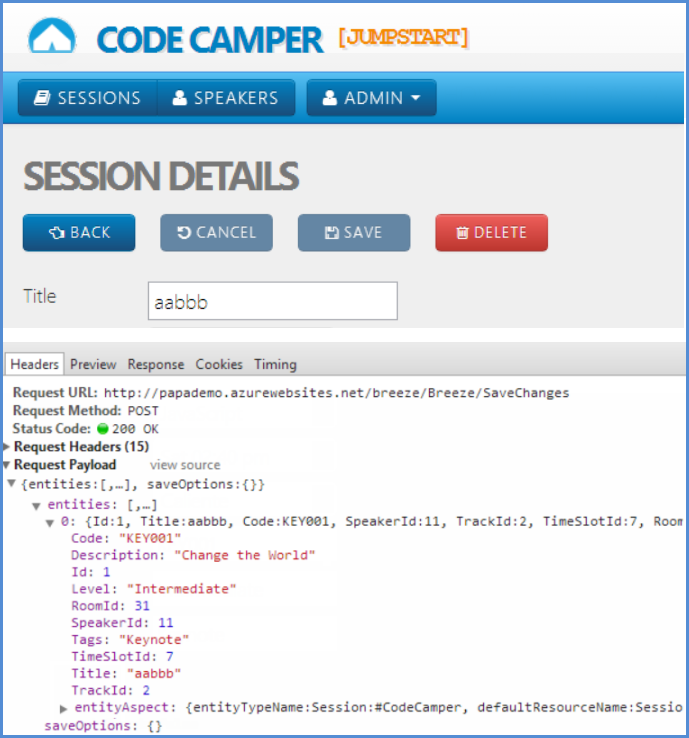 CODE CAMPER [JUMPSTART]
SESSIONS SPEAKERS ADMIN
SESSION DETAILS
BACK CANCEL SAVE DELETE
Title aabbb
Headers Preview Response Cookies Timing
Request URL: http://papademo.azurewebsites.net/breeze/Breeze/SaveChanges
Request Method: POST
Status Code: 200 OK
Request Headers (15)
Request Payload view source
{entities:[,…], saveOptions:{}}
entities: [,…]
0: {Id:1, Title:aabbb, Code:KEY001, SpeakerId:11, TrackId:2, TimeSlotId:7, Room
Code: "KEY001"
Description: "Change the World"
Id: 1
Level: "Intermediate"
RoomId: 31
SpeakerId: 11
Tags: "Keynote"
TimeSlotId: 7
Title: "aabbb"
TrackId: 2
entityAspect: {entityTypeName:Session:#CodeCamper, defaultResourceName:Sessio
saveOptions: {}